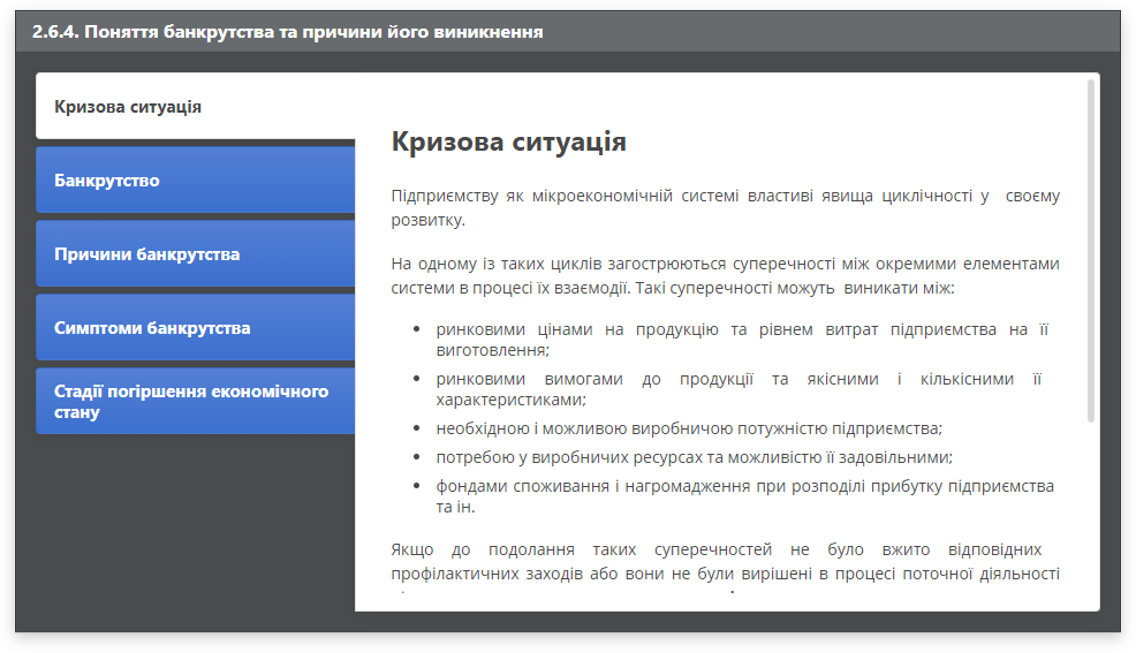 2.6.4. Поняття банкрутства та причини його виникнення
Кризова ситуація
Банкрутство
Причини банкрутства
Симптоми банкрутства
Стадії погіршення економічного
стану
Кризова ситуація
Підприємству як мікроекономічній системі властиві явища циклічності у своєму
розвитку.
На одному із таких циклів загострюються суперечності між окремими елементами
системи в процесі їх взаємодії. Такі суперечності можуть виникати між:
• ринковими цінами на продукцію та рівнем витрат підприємства на її
виготовлення;
• ринковими вимогами до продукції та якісними і кількісними її
характеристиками;
• необхідною і можливою виробничою потужністю підприємства;
• потребою у виробничих ресурсах та можливістю її задовільними;
• фондами споживання і нагромадження при розподілі прибутку підприємства
та ін.
Якщо до подолання таких суперечностей не було вжито відповідних
профілактичних заходів або вони не були вирішені в процесі поточної діяльності